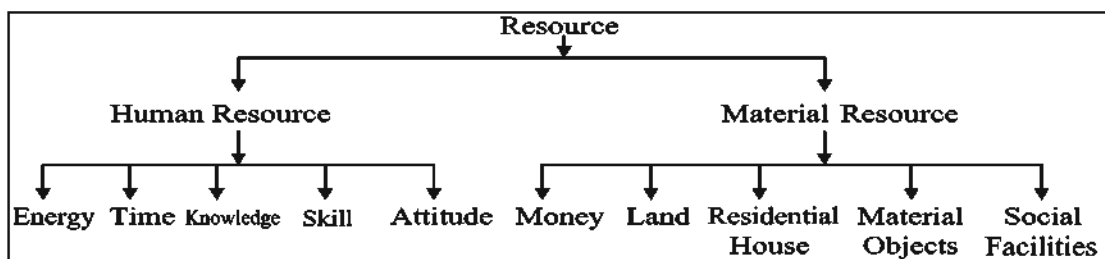 Resource
Human Resource Material Resource
Energy Time Knowledge Skill Attitude Money Land Residential House Material Objects Social Facilities